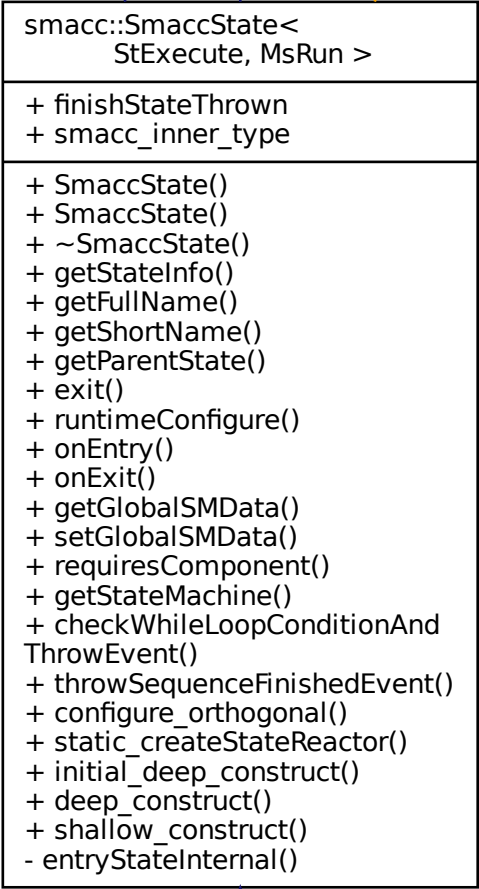 smacc::SmaccState<
StExecute, MsRun >
+ finishStateThrown
+ smacc_inner_type
+ SmaccState()
+ SmaccState()
+ ~SmaccState()
+ getStateInfo()
+ getFullName()
+ getShortName()
+ getParentState()
+ exit()
+ runtimeConfigure()
+ onEntry()
+ onExit()
+ getGlobalSMData()
+ setGlobalSMData()
+ requiresComponent()
+ getStateMachine()
+ checkWhileLoopConditionAnd
ThrowEvent()
+ throwSequenceFinishedEvent()
+ configure_orthogonal()
+ static_createStateReactor()
+ initial_deep_construct()
+ deep_construct()
+ shallow_construct()
- entryStateInternal()